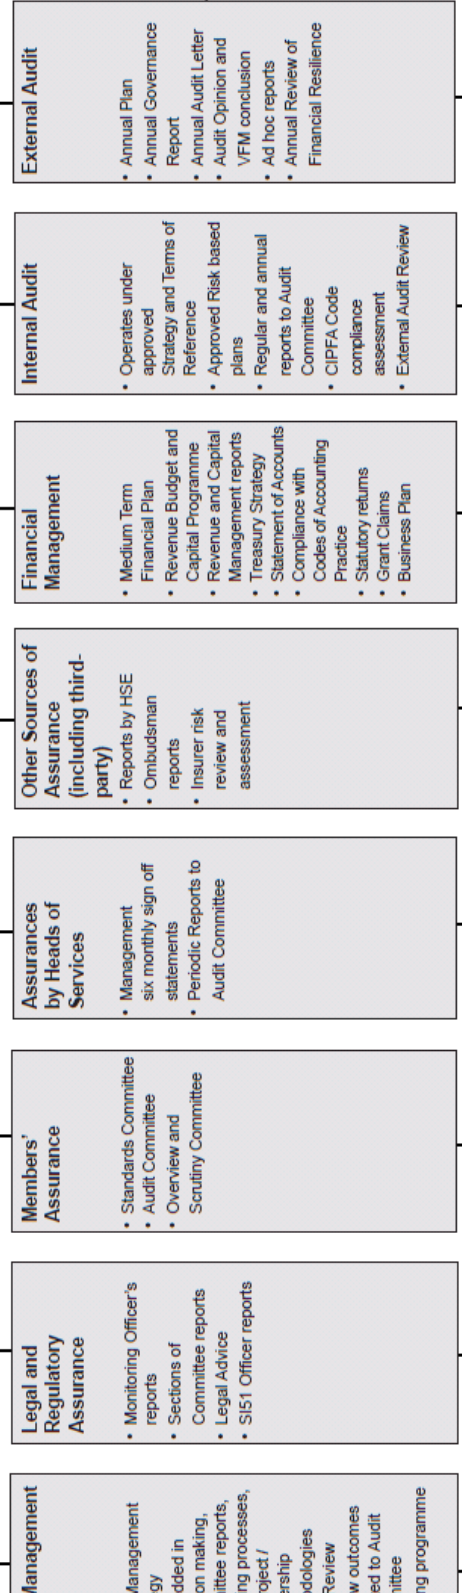 Management
Management
gy
dded in
on making,
ittee reports,
ng processes,
roject /
ership
odologies
Review
w outcomes
ed to Audit
ittee
ng programme
Legal and
Regulatory
Assurance
• Monitoring Officer's
reports
• Sections of
Committee reports
• Legal Advice
• SI51 Officer reports
Members'
Assurance
• Standards Committee
• Audit Committee
• Overview and
Scrutiny Committee
Assurances
by Heads of
Services
• Management
six monthly sign off
statements
• Periodic Reports to
Audit Committee
Other Sources of
Assurance
(including third-
party)
• Reports by HSE
• Ombudsman
reports
• Insurer risk
review and
assessment
Financial
Management
• Medium Term
Financial Plan
• Revenue Budget and
Capital Programme
• Revenue and Capital
Management reports
• Treasury Strategy
• Statement of Accounts
• Compliance with
Codes of Accounting
Practice
• Statutory returns
• Grant Claims
• Business Plan
Internal Audit
• Operates under
approved
Strategy and Terms of
Reference
• Approved Risk based
plans
• Regular and annual
reports to Audit
Committee
• CIPFA Code
compliance
assessment
• External Audit Review
External Audit
• Annual Plan
• Annual Governance
Report
• Annual Audit Letter
• Audit Opinion and
VFM conclusion
• Ad hoc reports
• Annual Review of
Financial Resilience